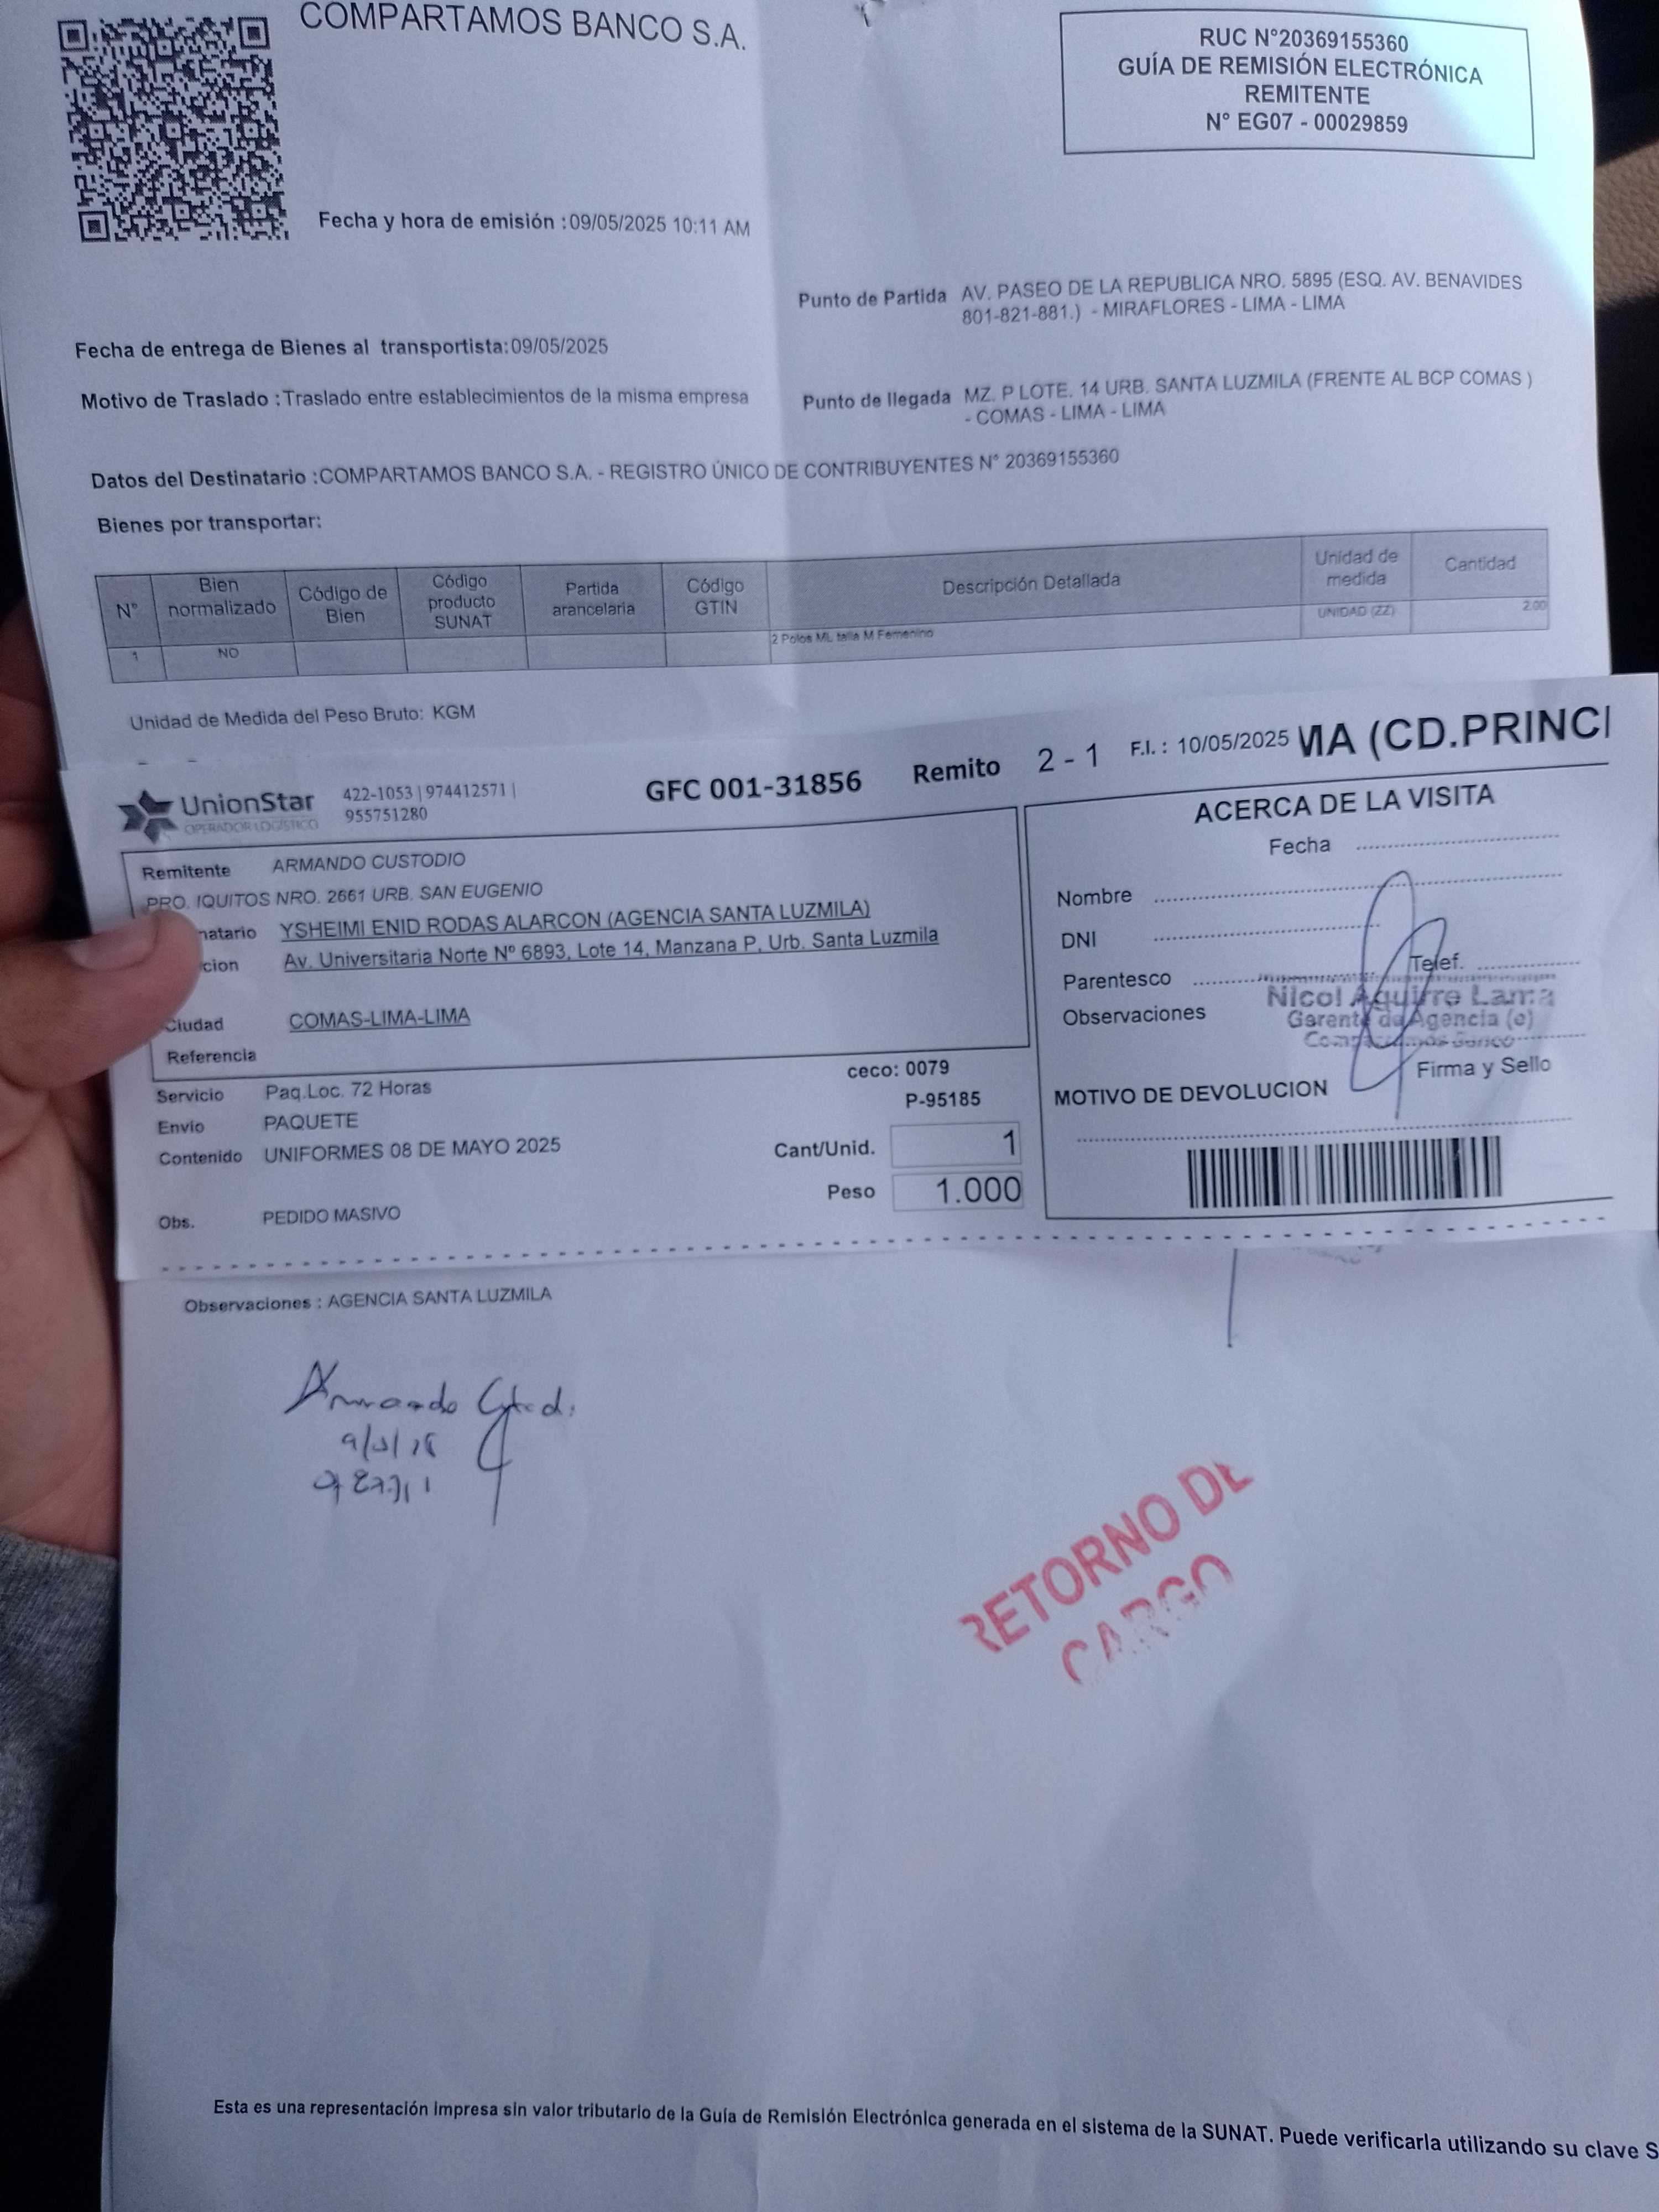 COMPARTAMOS BANCO S.A.
RUC N°20369155360
GUÍA DE REMISIÓN ELECTRÓNICA
REMITENTE
N° EG07 - 00029859
Fecha y hora de emisión :09/05/2025 10:11 AM
Punto de Partida AV. PASEO DE LA REPUBLICA NRO. 5895 (ESQ. AV. BENAVIDES
801-821-881.) - MIRAFLORES - LIMA - LIMA
Fecha de entrega de Bienes al transportista:09/05/2025
Motivo de Traslado :Traslado entre establecimientos de la misma empresa
Punto de llegada MZ. P LOTE. 14 URB. SANTA LUZMILA (FRENTE AL BCP COMAS )
- COMAS - LIMA - LIMA
Datos del Destinatario :COMPARTAMOS BANCO S.A. - REGISTRO ÚNICO DE CONTRIBUYENTES N° 20369155360
Bienes por transportar:
N° Bien normalizado Código de Bien Código producto SUNAT Partida arancelaria Código GTIN Descripción Detallada Unidad de medida Cantidad
1 NO 2 Polos ML talla M Femenino UNIDAD (ZZ) 2.00
Unidad de Medida del Peso Bruto: KGM
UnionStar
OPERADOR LOGÍSTICO
422-1053 | 974412571 |
955751280
GFC 001-31856 Remito 2 - 1 F.I. : 10/05/2025 MA (CD.PRINCI
Remitente ARMANDO CUSTODIO
PRO. IQUITOS NRO. 2661 URB. SAN EUGENIO
natario YSHEIMI ENID RODAS ALARCON (AGENCIA SANTA LUZMILA)
cion Av. Universitaria Norte Nº 6893, Lote 14, Manzana P, Urb. Santa Luzmila
Ciudad COMAS-LIMA-LIMA
Referencia
Servicio Paq.Loc. 72 Horas
ceco: 0079
Envio PAQUETE
P-95185
Contenido UNIFORMES 08 DE MAYO 2025
Cant/Unid. 1
Peso 1.000
Obs. PEDIDO MASIVO
ACERCA DE LA VISITA
Fecha
Nombre
DNI
Telef.
Parentesco
Observaciones
Nicol Aguirre Lama
Gerente de Agencia (e)
Compartamos Banco
Firma y Sello
MOTIVO DE DEVOLUCION
Observaciones : AGENCIA SANTA LUZMILA
Armando
RETORNO DE
CARGO
Esta es una representación impresa sin valor tributario de la Guía de Remisión Electrónica generada en el sistema de la SUNAT. Puede verificarla utilizando su clave S